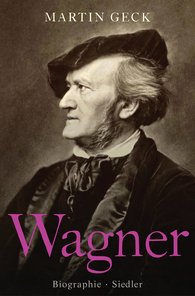 MARTIN GECK
Wagner
Biographie · Siedler